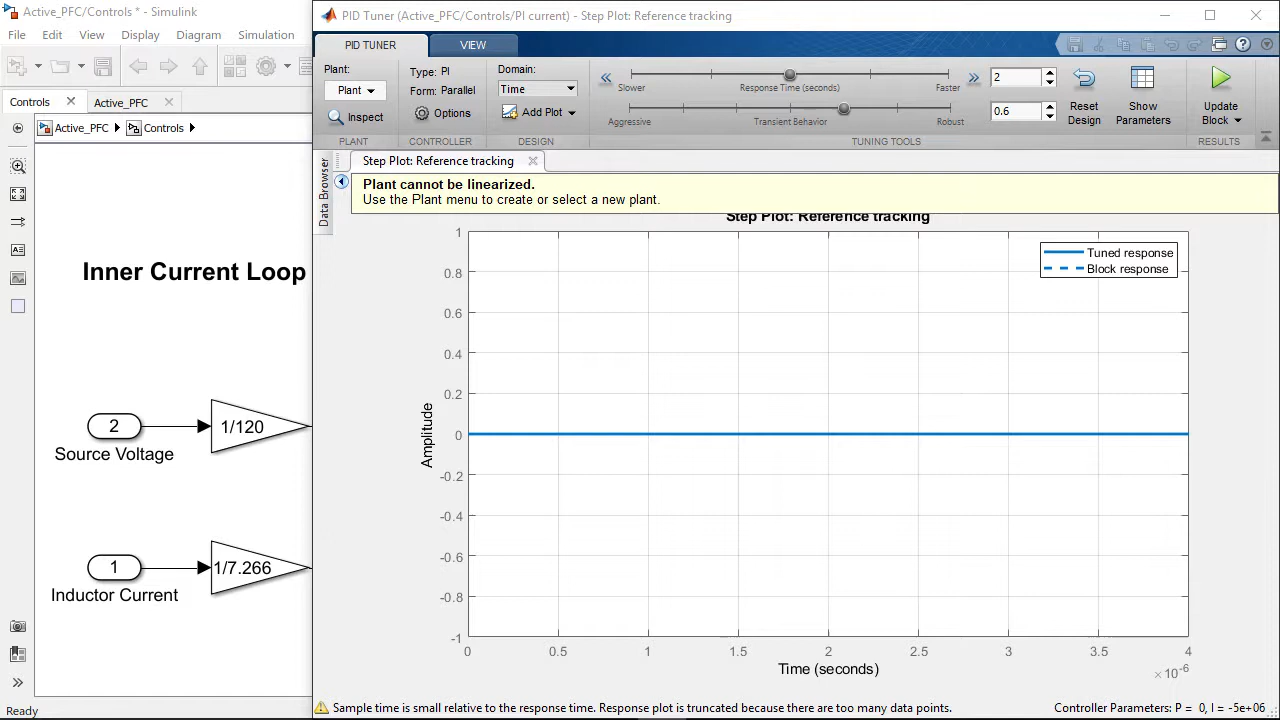 Active_PFC/Controls * - Simulink
File Edit View Display Diagram Simulation
Controls
Active_PFC
Active_PFC Controls
Inner Current Loop
2
1/120
Source Voltage
1
1/7.266
Inductor Current
Ready
PID Tuner (Active_PFC/Controls/PI current) - Step Plot: Reference tracking
PID TUNER VIEW
Plant:
Plant
Inspect
PLANT
Type: PI
Form: Parallel
Options
CONTROLLER
Domain:
Time
Add Plot
DESIGN
Slower Response Time (seconds) Faster
2
Aggressive Transient Behavior Robust
0.6
Reset
Design
Show
Parameters
TUNING TOOLS
Update
Block
RESULTS
Data Browser
Step Plot: Reference tracking
Plant cannot be linearized.
Use the Plant menu to create or select a new plant.
Step Plot: Reference tracking
Tuned response
Block response
1
0.8
0.6
0.4
0.2
0
-0.2
-0.4
-0.6
-0.8
-1
Amplitude
0 0.5 1 1.5 2 2.5 3 3.5 4
Time (seconds)
×10-6
Sample time is small relative to the response time. Response plot is truncated because there are too many data points.
Controller Parameters: P = 0, I = -5e+06